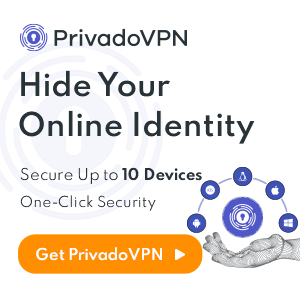 PrivadoVPN
Hide Your
Online Identity
Secure Up to 10 Devices
One-Click Security
Get PrivadoVPN